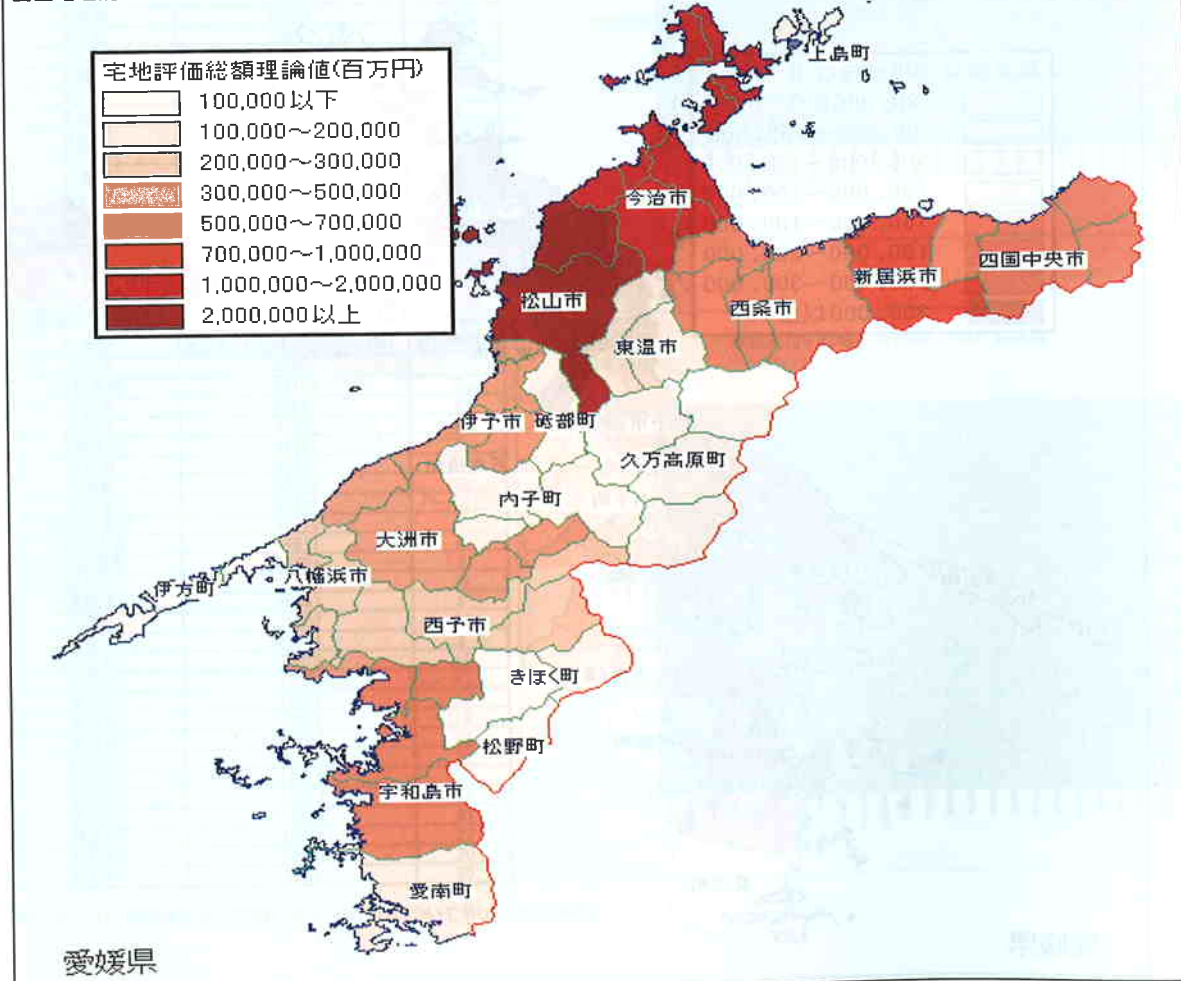 宅地評価総額理論値(百万円)
100,000以下
100,000～200,000
200,000～300,000
300,000～500,000
500,000～700,000
700,000～1,000,000
1,000,000～2,000,000
2,000,000以上
上島町
今治市
四国中央市
新居浜市
松山市
西条市
東温市
伊予市
砥部町
久万高原町
内子町
大洲市
八幡浜市
伊方町
西予市
きほく町
松野町
宇和島市
愛南町
愛媛県